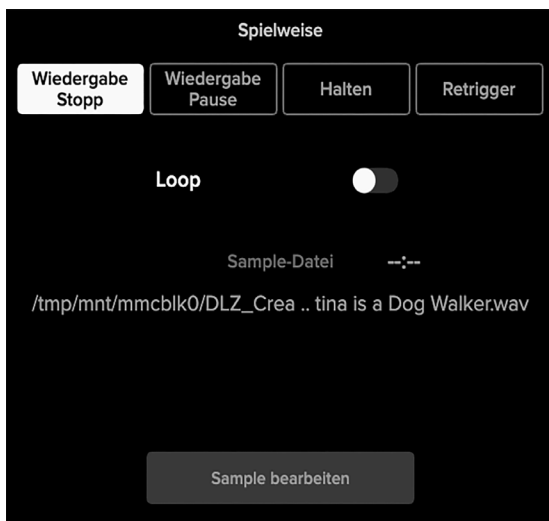 Spielweise
Wiedergabe Stopp
Wiedergabe Pause
Halten
Retrigger
Loop
Sample-Datei --:--
/tmp/mnt/mmcblk0/DLZ_Crea .. tina is a Dog Walker.wav
Sample bearbeiten